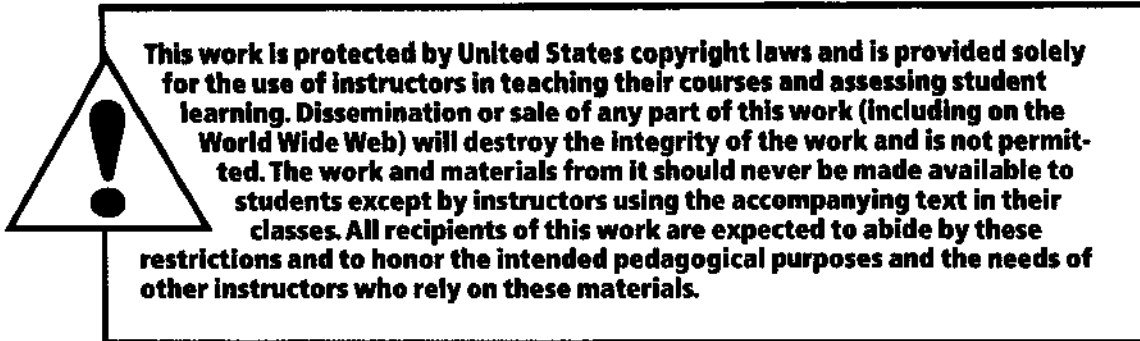 This work is protected by United States copyright laws and is provided solely
for the use of instructors in teaching their courses and assessing student
learning. Dissemination or sale of any part of this work (including on the
World Wide Web) will destroy the integrity of the work and is not permit-
ted. The work and materials from it should never be made available to
students except by instructors using the accompanying text in their
classes. All recipients of this work are expected to abide by these
restrictions and to honor the intended pedagogical purposes and the needs of
other instructors who rely on these materials.